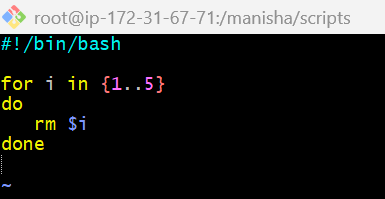 root@ip-172-31-67-71:/manisha/scripts
#!/bin/bash

for i in {1..5}
do
   rm $i
done

~